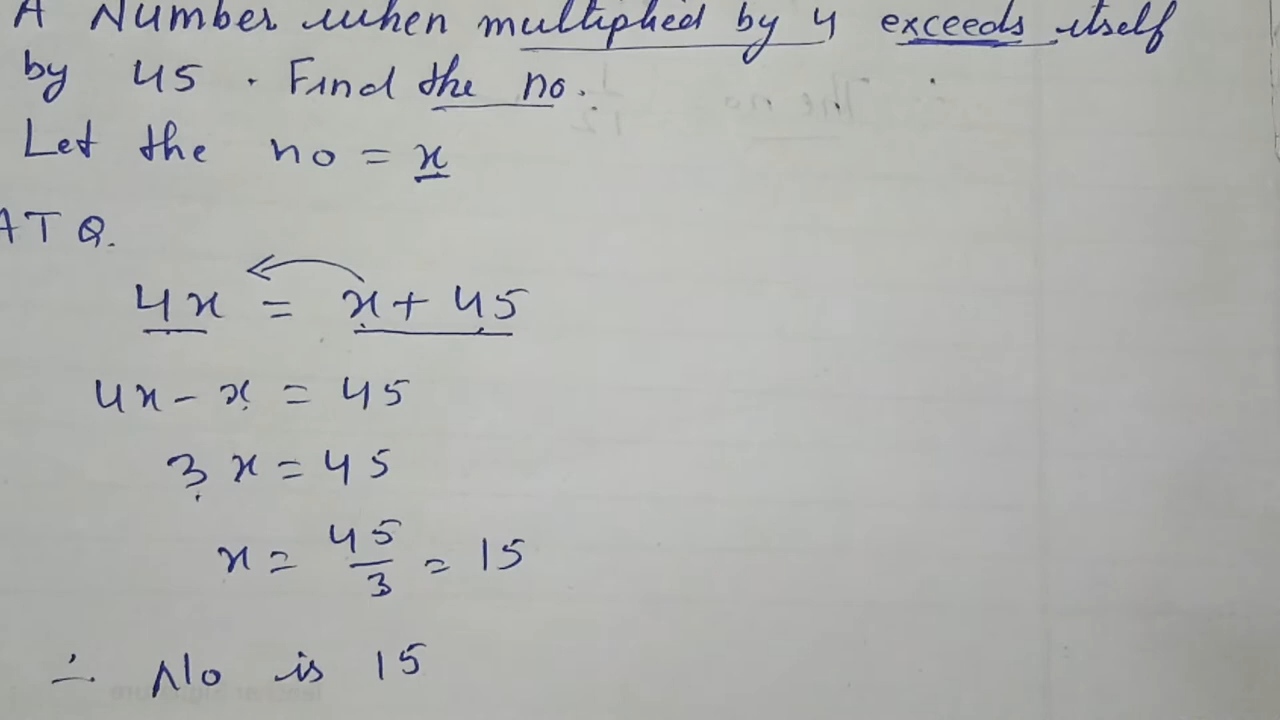 A Number when multiplied by 4 exceeds itself
by 45. Find the no.
Let the no = x
ATQ.
4x = x + 45
4x - x = 45
3x = 45
x = 45/3 = 15
∴ No is 15